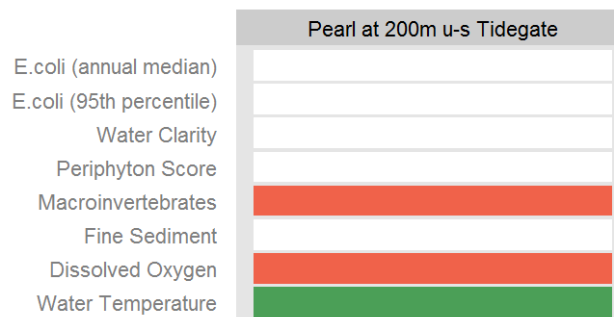 Pearl at 200m u-s Tidegate
E.coli (annual median)
E.coli (95th percentile)
Water Clarity
Periphyton Score
Macroinvertebrates
Fine Sediment
Dissolved Oxygen
Water Temperature